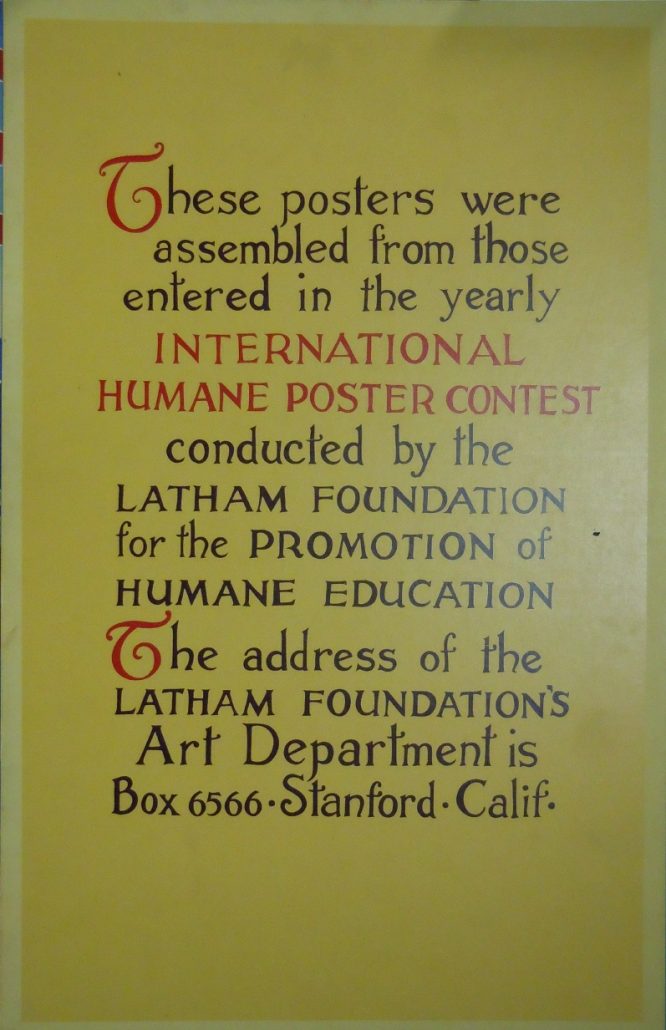 These posters were
assembled from those
entered in the yearly
INTERNATIONAL
HUMANE POSTER CONTEST
conducted by the
LATHAM FOUNDATION
for the PROMOTION of
HUMANE EDUCATION
The address of the
LATHAM FOUNDATION'S
Art Department is
Box 6566·Stanford·Calif·